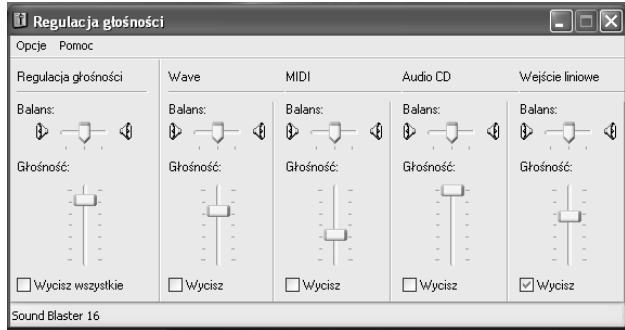 Regulacja głośności
Opcje Pomoc
Regulacja głośności Wave MIDI Audio CD Wejście liniowe
Balans: Balans: Balans: Balans: Balans:
Głośność: Głośność: Głośność: Głośność: Głośność:
Wycisz wszystkie Wycisz Wycisz Wycisz Wycisz
Sound Blaster 16